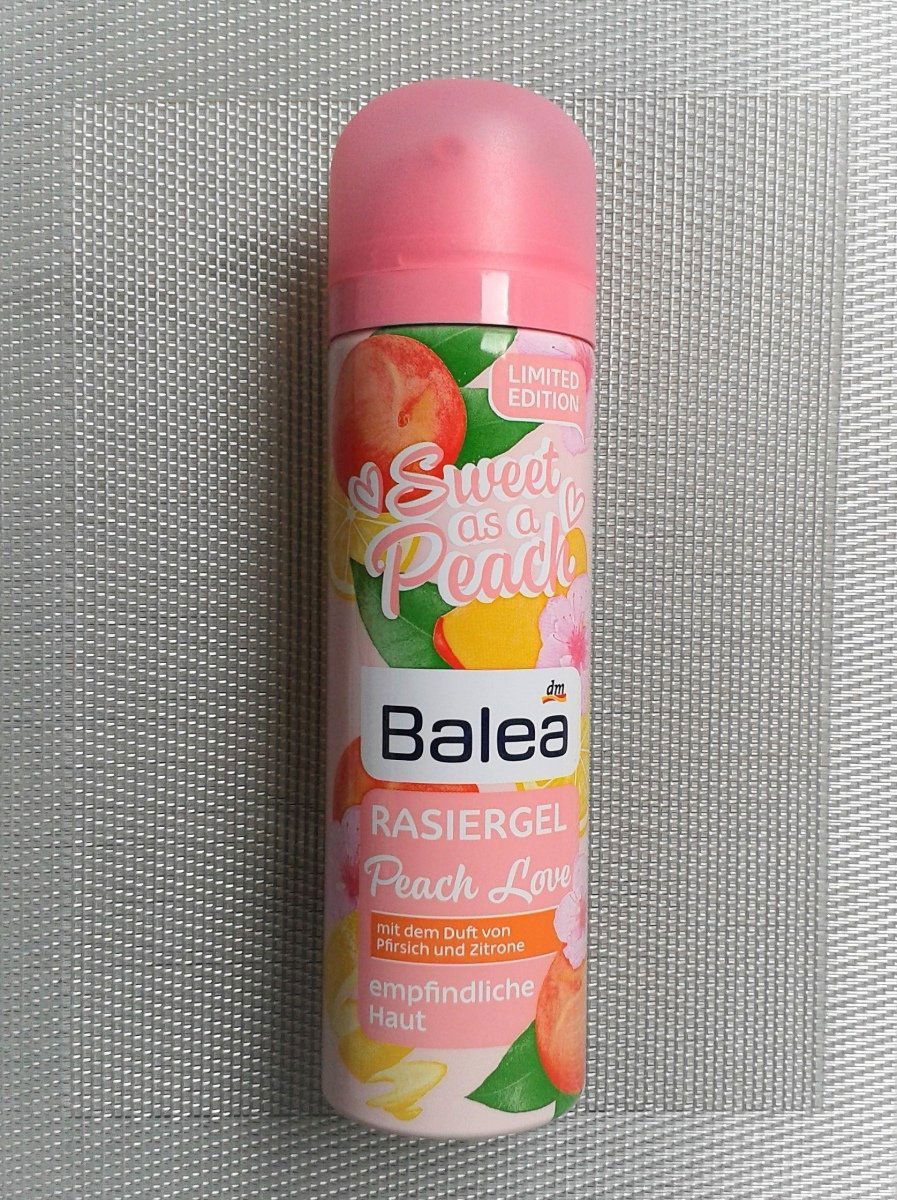 LIMITED
EDITION
Sweet
as a
Peach
dm
Balea
RASIERGEL
Peach Love
mit dem Duft von
Pfirsich und Zitrone
empfindliche
Haut